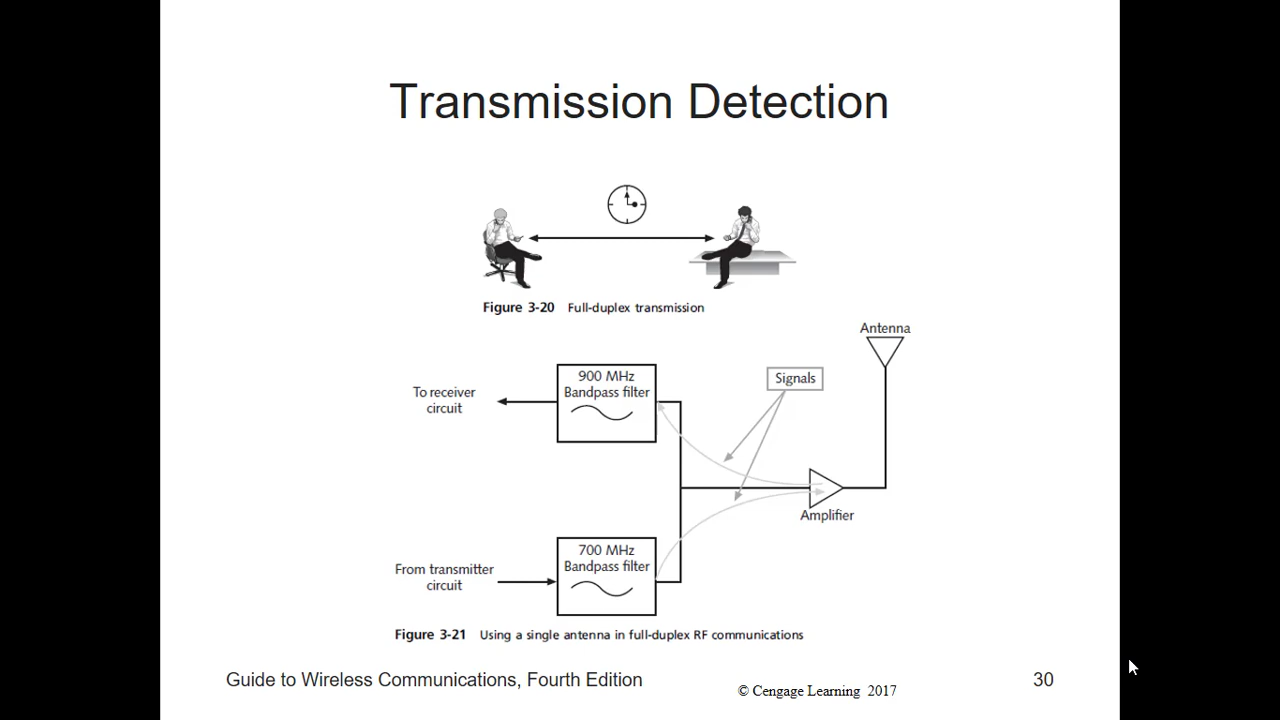 Transmission Detection
Figure 3-20 Full-duplex transmission
Antenna
900 MHz
Bandpass filter
Signals
To receiver
circuit
Amplifier
700 MHz
Bandpass filter
From transmitter
circuit
Figure 3-21 Using a single antenna in full-duplex RF communications
Guide to Wireless Communications, Fourth Edition
© Cengage Learning 2017
30